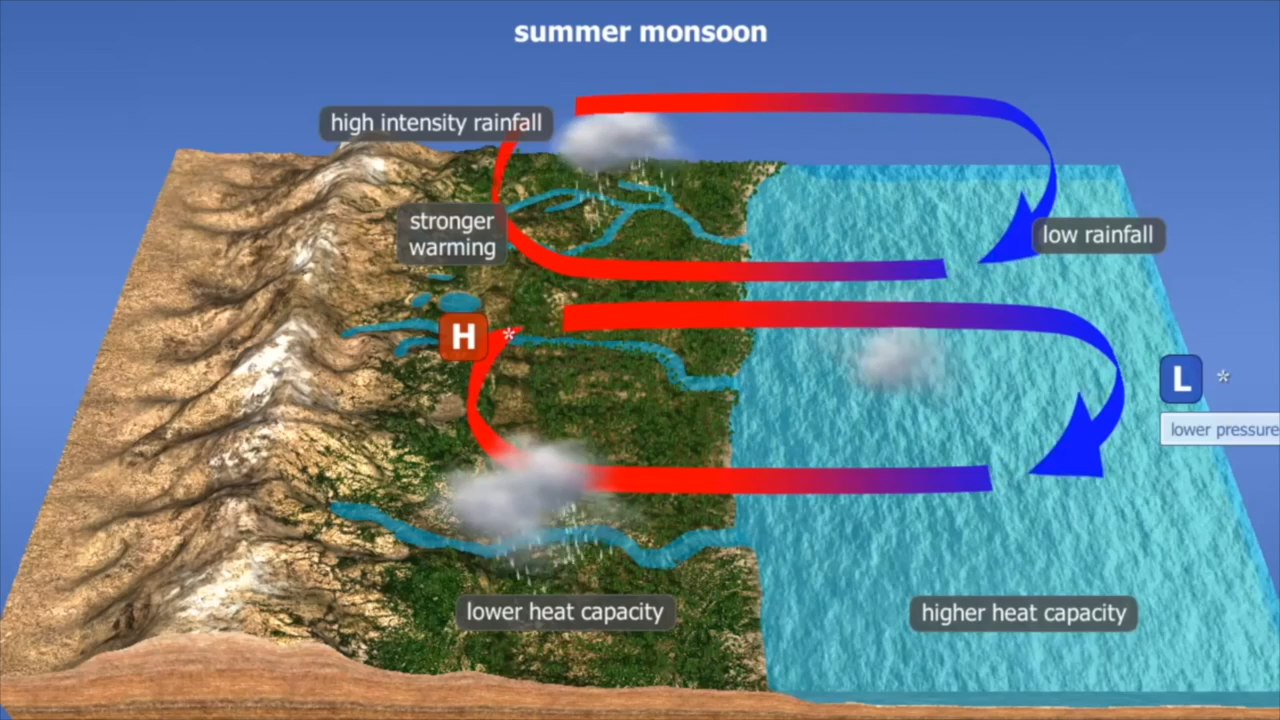 summer monsoon
high intensity rainfall
stronger
warming
low rainfall
H *
L *
lower pressure
lower heat capacity
higher heat capacity